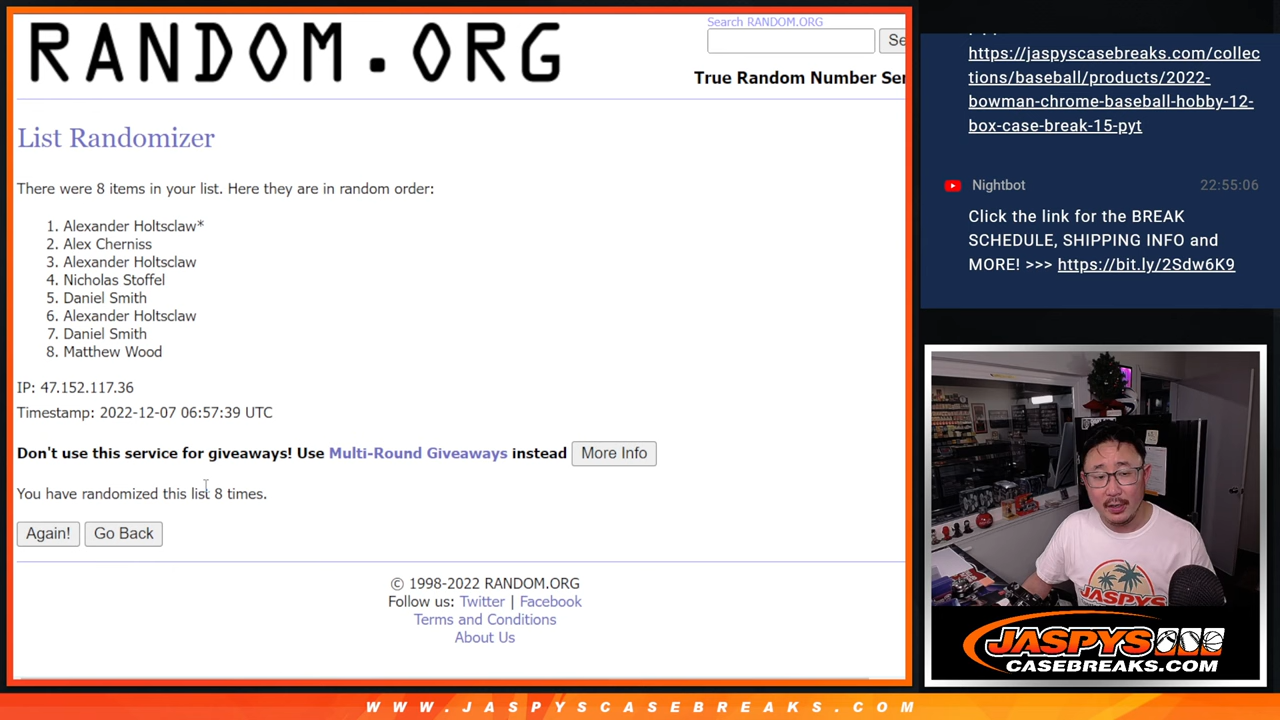 RANDOM.ORG
Search RANDOM.ORG
Se
True Random Number Ser
List Randomizer
There were 8 items in your list. Here they are in random order:
1. Alexander Holtsclaw*
2. Alex Cherniss
3. Alexander Holtsclaw
4. Nicholas Stoffel
5. Daniel Smith
6. Alexander Holtsclaw
7. Daniel Smith
8. Matthew Wood
IP: 47.152.117.36
Timestamp: 2022-12-07 06:57:39 UTC
Don't use this service for giveaways! Use Multi-Round Giveaways instead More Info
You have randomized this list 8 times.
Again! Go Back
© 1998-2022 RANDOM.ORG
Follow us: Twitter | Facebook
Terms and Conditions
About Us
https://jaspyscasebreaks.com/collec
tions/baseball/products/2022-
bowman-chrome-baseball-hobby-12-
box-case-break-15-pyt
Nightbot 22:55:06
Click the link for the BREAK
SCHEDULE, SHIPPING INFO and
MORE! >>> https://bit.ly/2Sdw6K9
JASPYS
JASPYS
CASEBREAKS.COM
WWW.JASPYSCASEBREAKS.COM